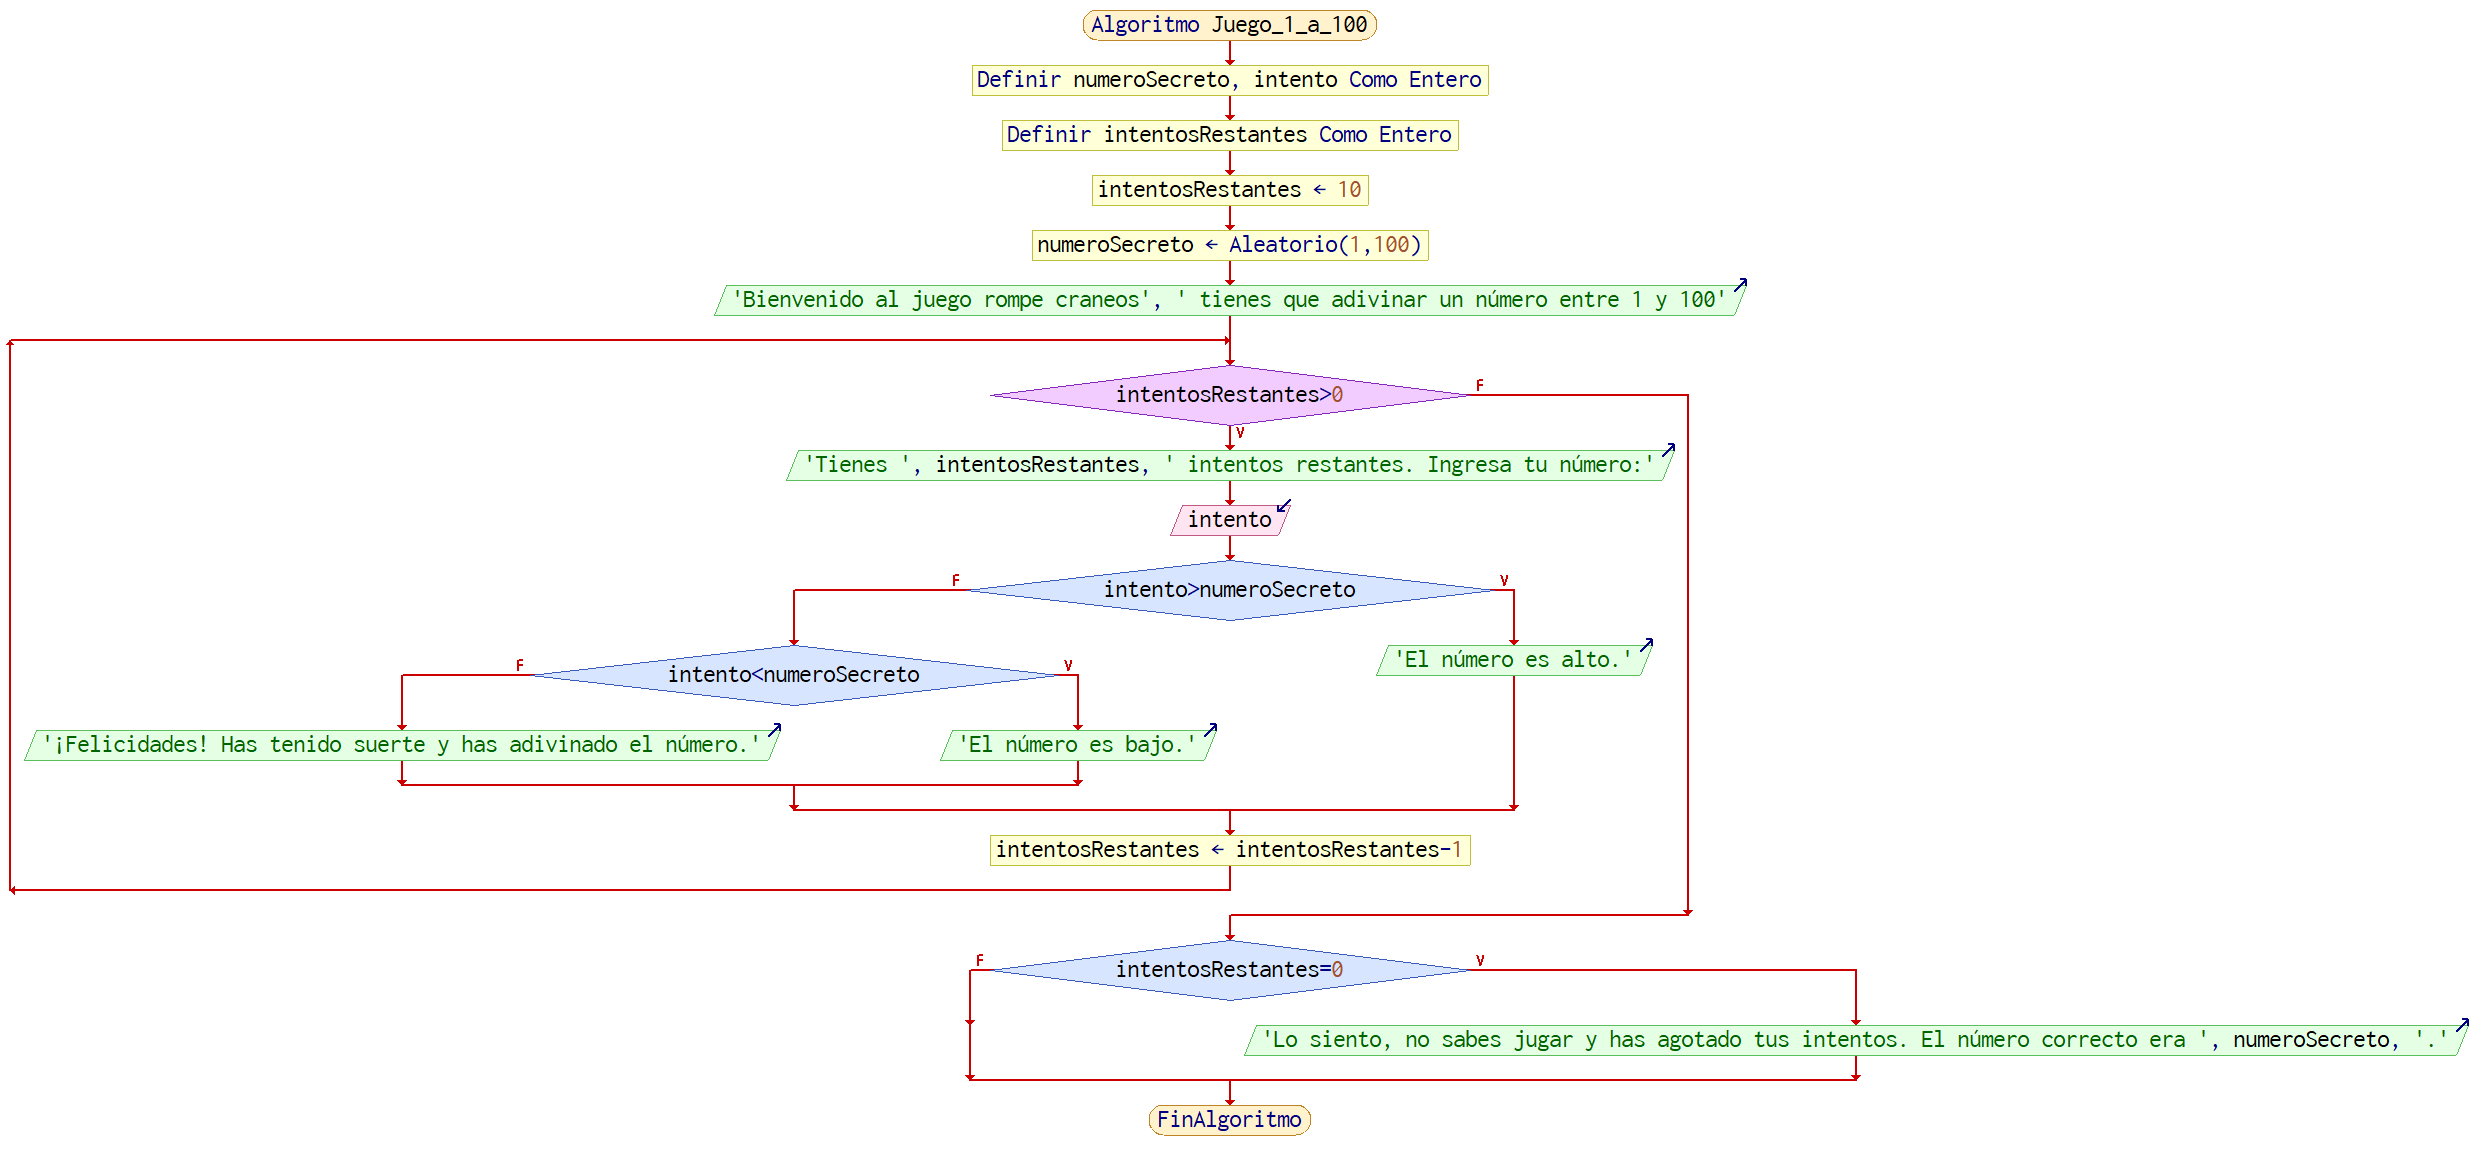 Algoritmo Juego_1_a_100
Definir numeroSecreto, intento Como Entero
Definir intentosRestantes Como Entero
intentosRestantes ← 10
numeroSecreto ← Aleatorio(1,100)
'Bienvenido al juego rompe craneos', ' tienes que adivinar un número entre 1 y 100'
intentosRestantes>0
F
V
'Tienes ', intentosRestantes, ' intentos restantes. Ingresa tu número:'
intento
F
intento>numeroSecreto
V
'El número es alto.'
F
intento<numeroSecreto
V
'¡Felicidades! Has tenido suerte y has adivinado el número.'
'El número es bajo.'
intentosRestantes ← intentosRestantes-1
F
intentosRestantes=0
V
'Lo siento, no sabes jugar y has agotado tus intentos. El número correcto era ', numeroSecreto, '.'
FinAlgoritmo